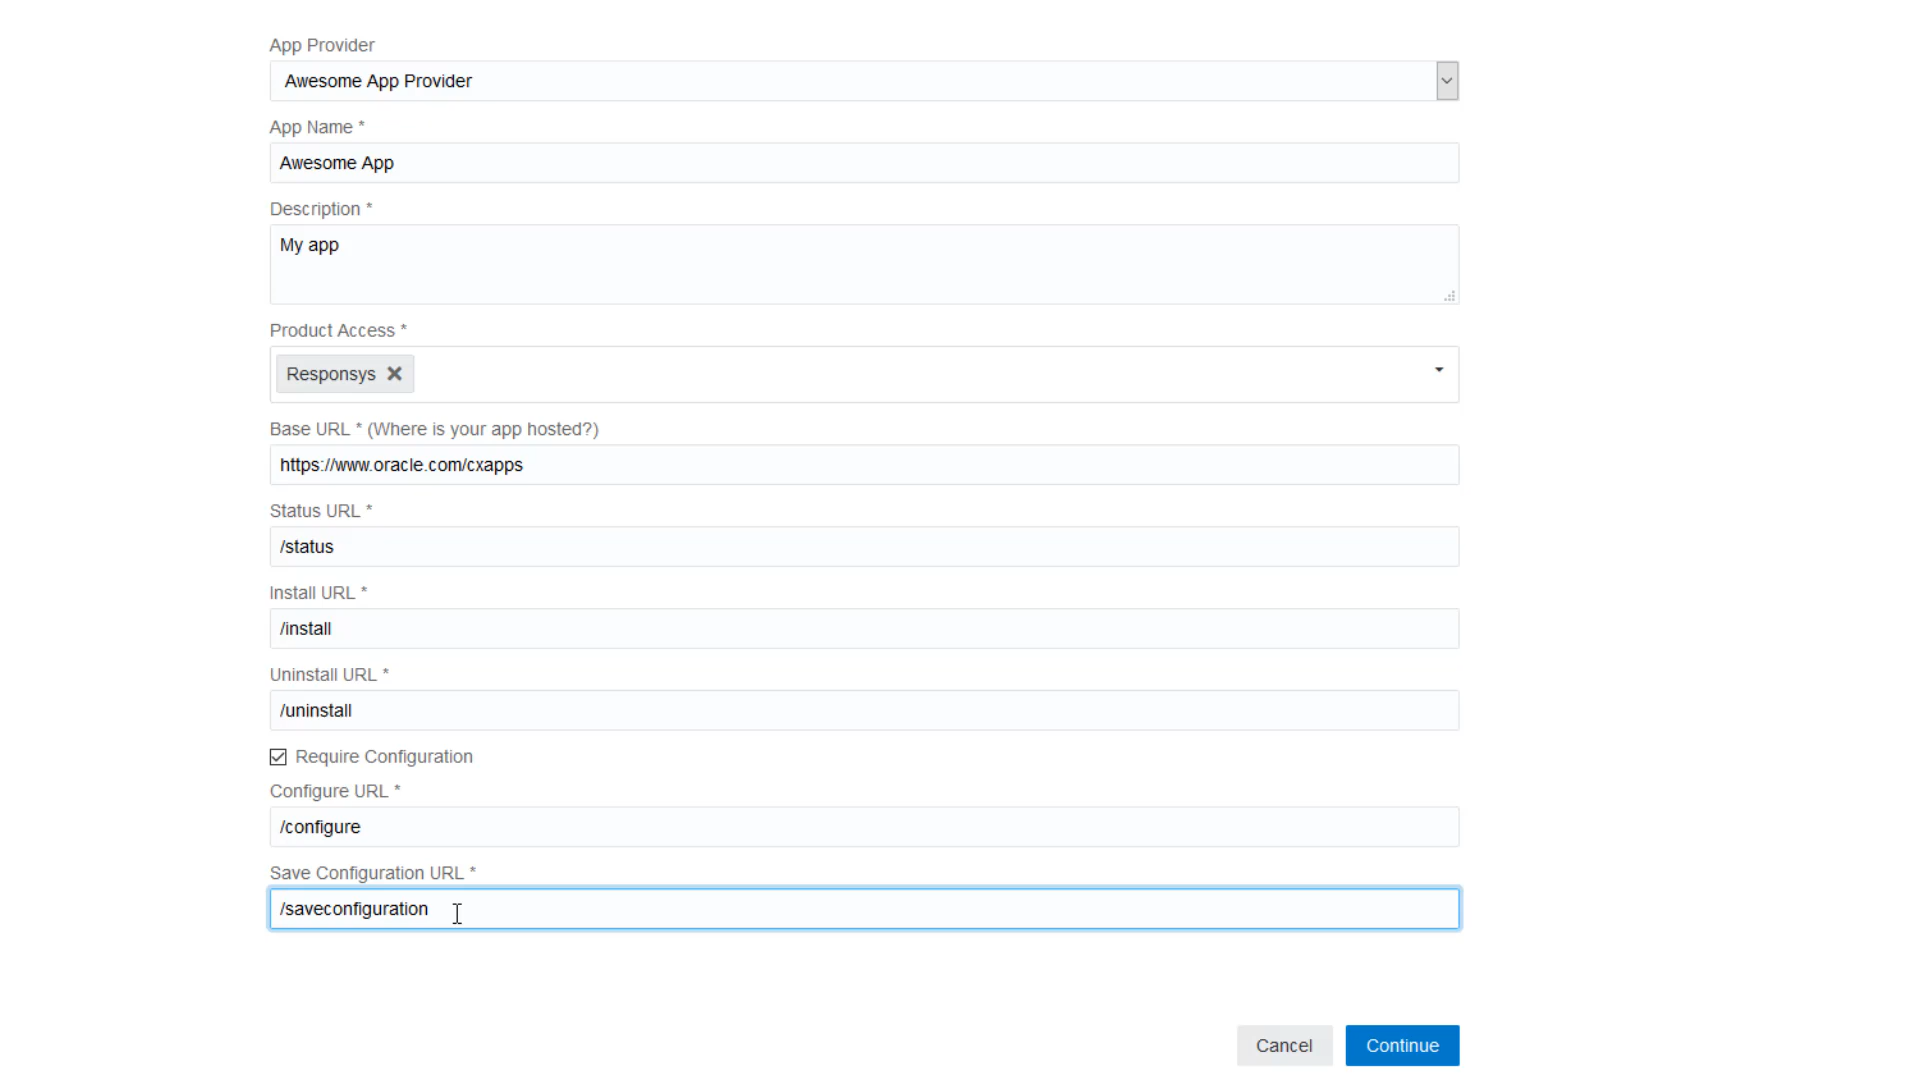 App Provider
Awesome App Provider
App Name *
Awesome App
Description *
My app
Product Access *
Responsys
Base URL * (Where is your app hosted?)
https://www.oracle.com/cxapps
Status URL *
/status
Install URL *
/install
Uninstall URL *
/uninstall
Require Configuration
Configure URL *
/configure
Save Configuration URL *
/saveconfiguration
Cancel Continue